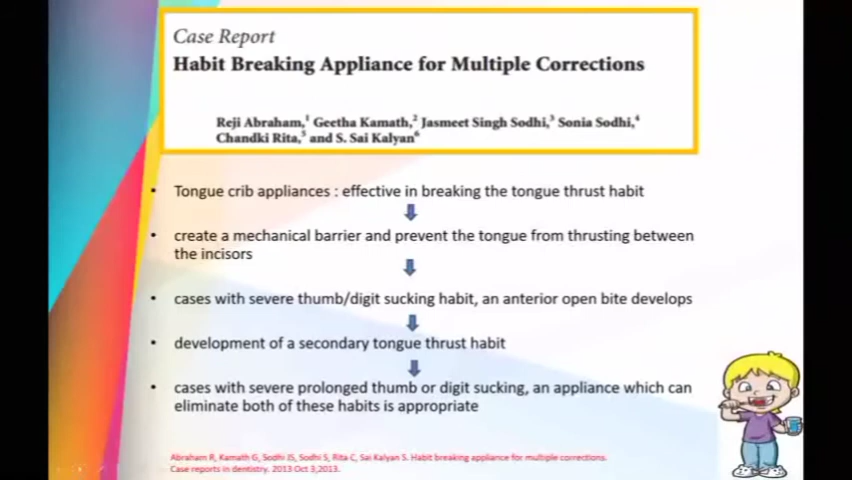 Case Report
Habit Breaking Appliance for Multiple Corrections
Reji Abraham,1 Geetha Kamath,2 Jasmeet Singh Sodhi,3 Sonia Sodhi,4
Chandki Rita,5 and S. Sai Kalyan6
• Tongue crib appliances : effective in breaking the tongue thrust habit
• create a mechanical barrier and prevent the tongue from thrusting between
the incisors
• cases with severe thumb/digit sucking habit, an anterior open bite develops
• development of a secondary tongue thrust habit
• cases with severe prolonged thumb or digit sucking, an appliance which can
eliminate both of these habits is appropriate
Abraham R, Kamath G, Sodhi JS, Sodhi S, Rita C, Sai Kalyan S. Habit breaking appliance for multiple corrections.
Case reports in dentistry. 2013 Oct 3,2013.